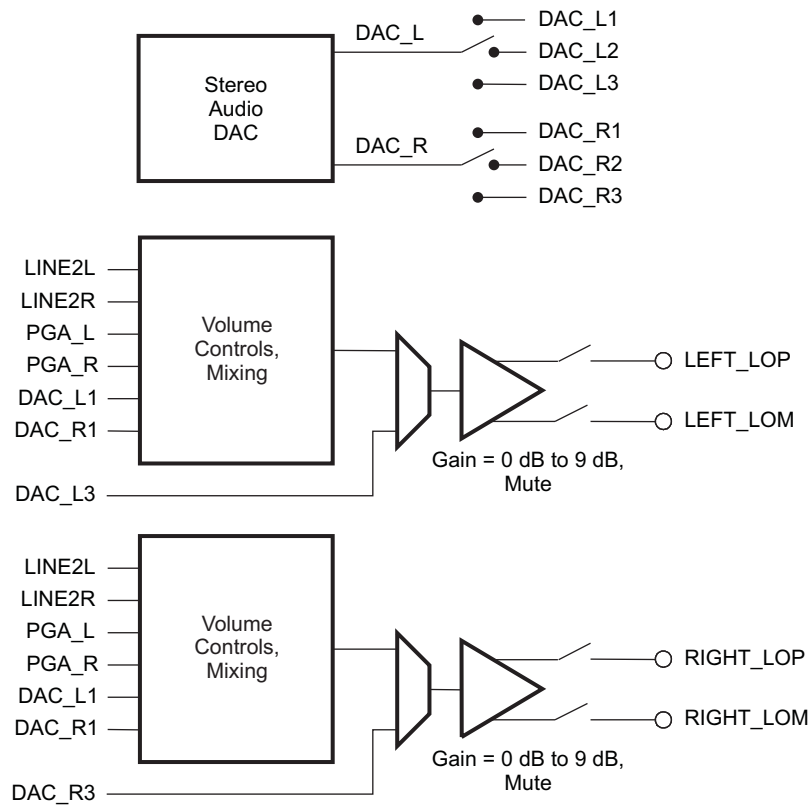 DAC_L
DAC_L1
DAC_L2
DAC_L3
Stereo
Audio
DAC
DAC_R
DAC_R1
DAC_R2
DAC_R3
LINE2L
LINE2R
PGA_L
PGA_R
DAC_L1
DAC_R1
DAC_L3
Volume
Controls,
Mixing
LEFT_LOP
LEFT_LOM
Gain = 0 dB to 9 dB,
Mute
LINE2L
LINE2R
PGA_L
PGA_R
DAC_L1
DAC_R1
DAC_R3
Volume
Controls,
Mixing
RIGHT_LOP
RIGHT_LOM
Gain = 0 dB to 9 dB,
Mute